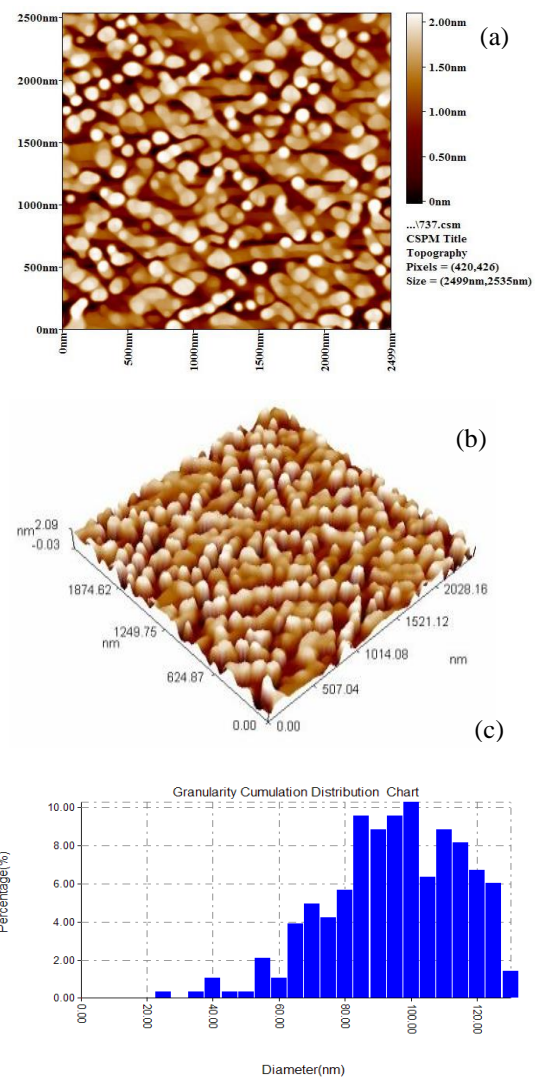 2500nm
2.00nm
(a)
2000nm
1.50nm
1500nm
1.00nm
1000nm
0.50nm
0nm
500nm
...\737.csm
CSPM Title
Topography
Pixels = (420,426)
Size = (2499nm,2535nm)
0nm
0nm
500nm
1000nm
1500nm
2000nm
2499nm
(b)
nm 2.09
-0.03
1874.62
1249.75
nm
624.87
0.00
0.00
507.04
1014.08
1521.12
2028.16
nm
(c)
Granularity Cumulation Distribution Chart
10.00
8.00
6.00
4.00
2.00
0.00
Percentage(%)
0.00
20.00
40.00
60.00
80.00
100.00
120.00
Diameter(nm)